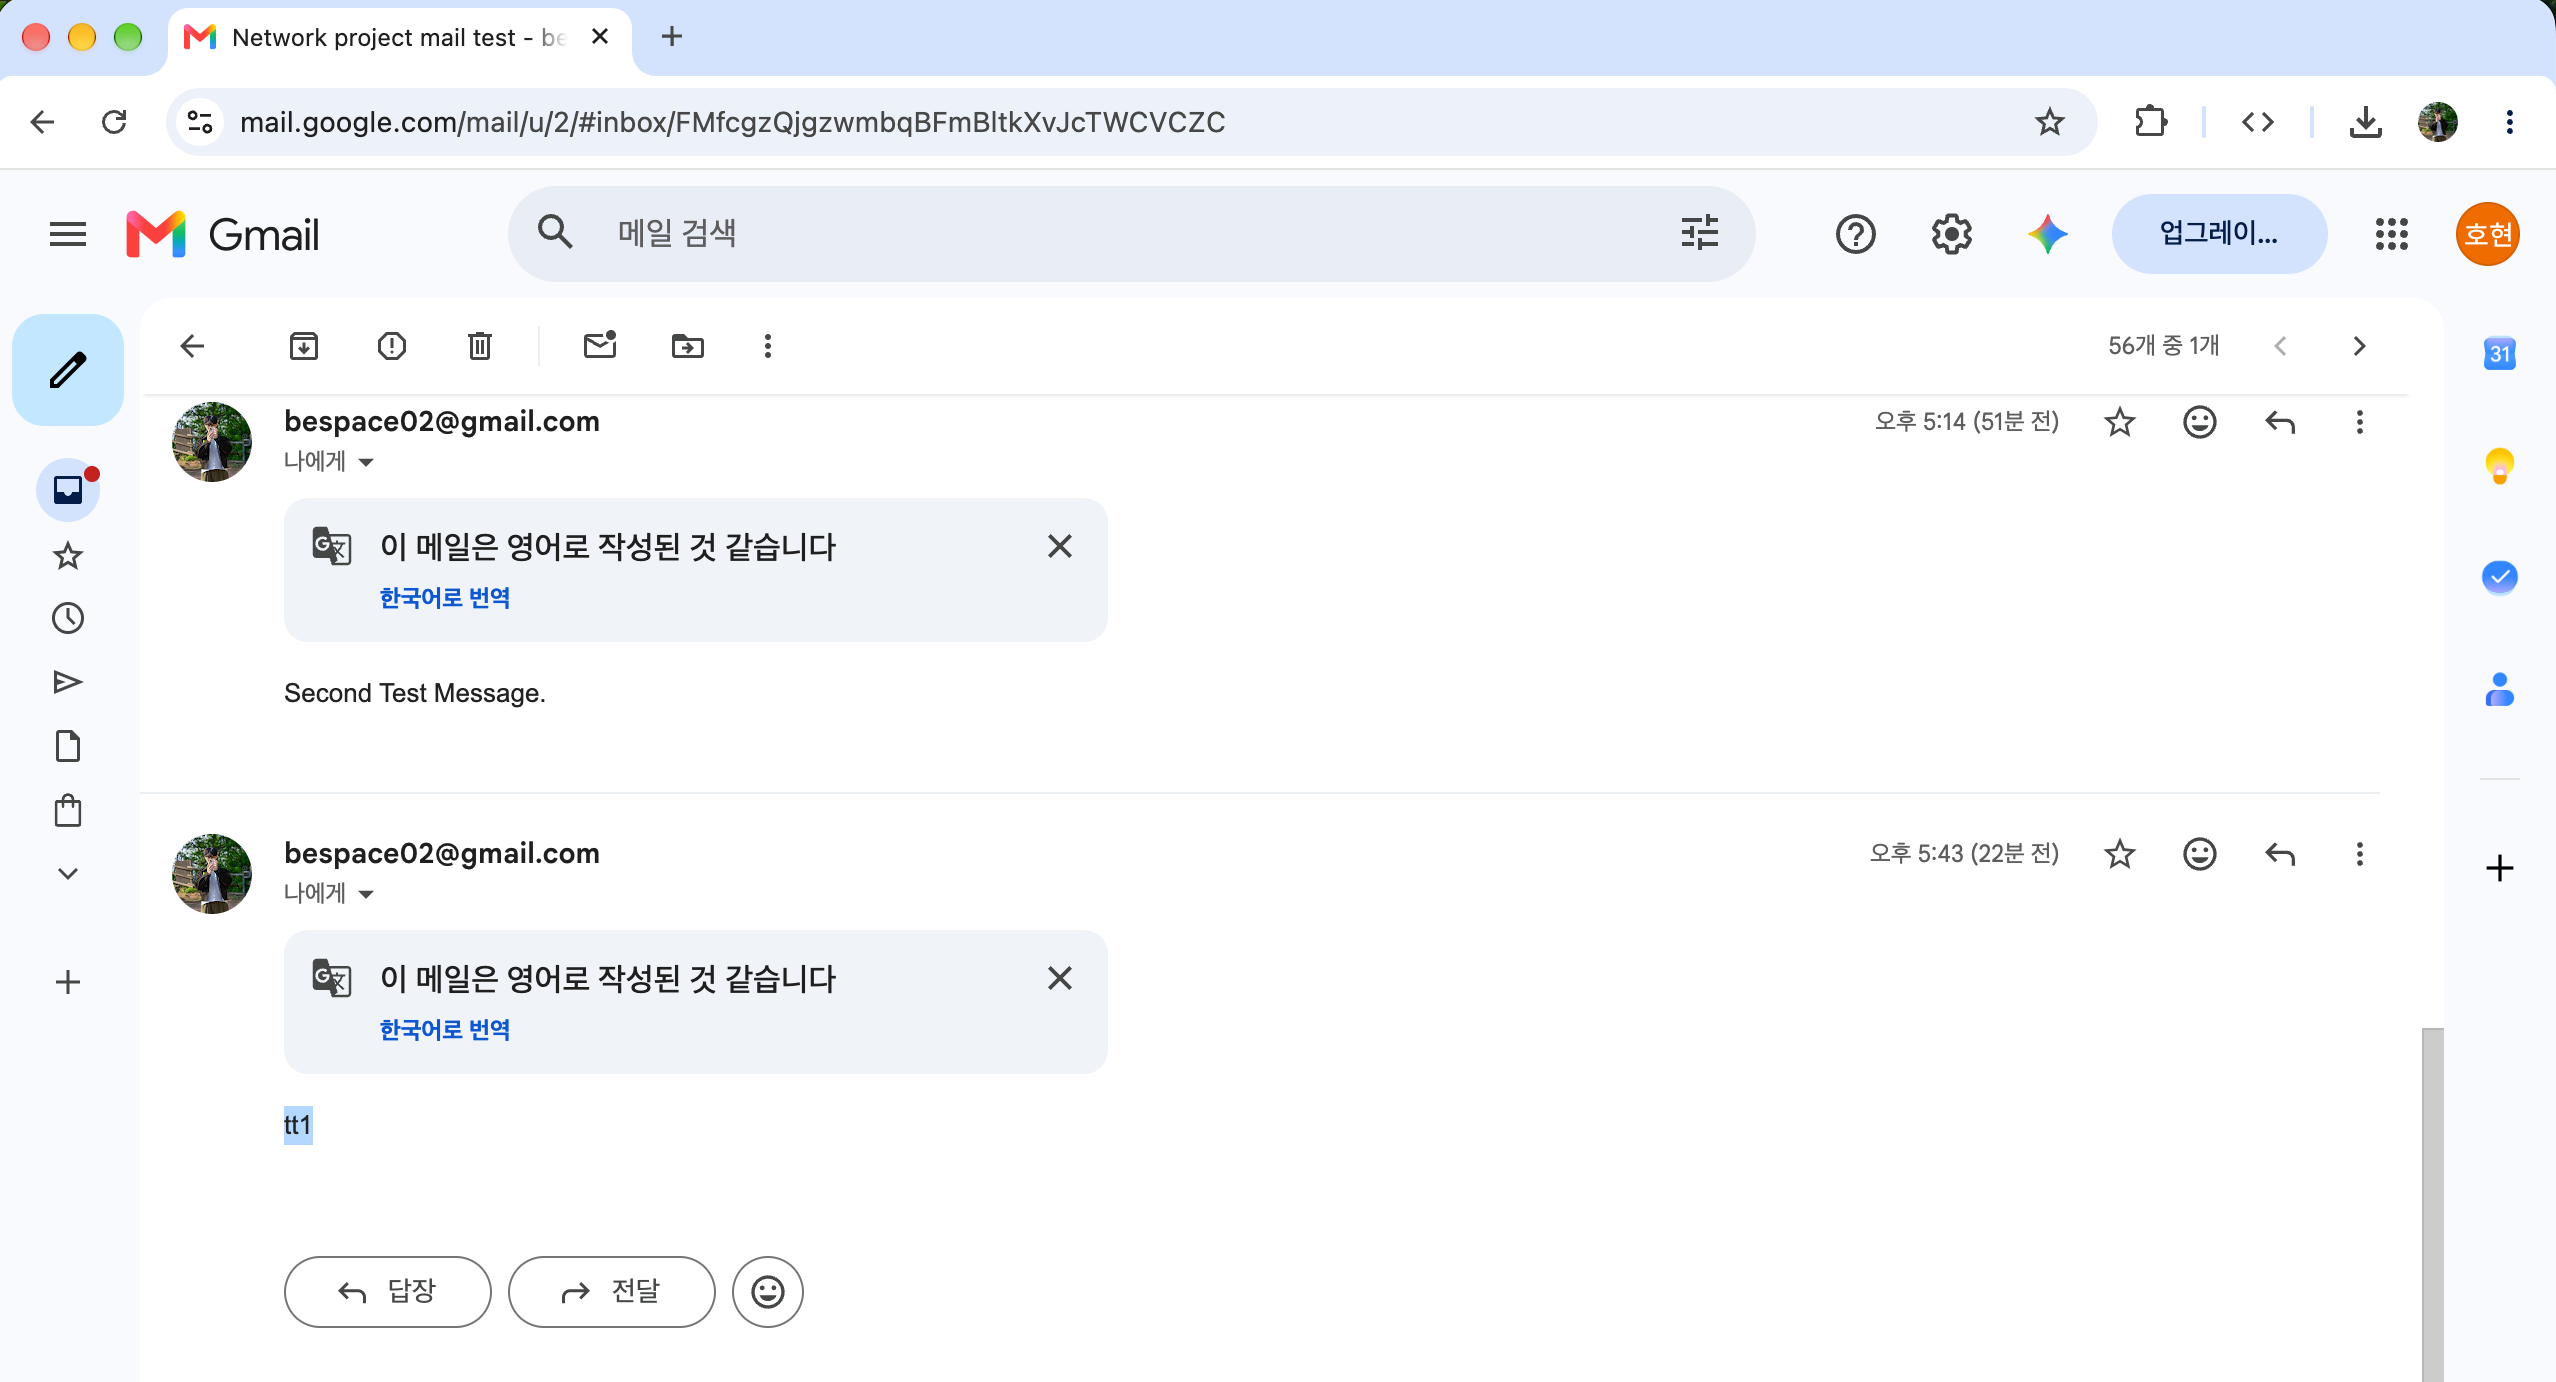 Network project mail test - be
mail.google.com/mail/u/2/#inbox/FMfcgzQjgzwmbqBFmBltkXvJcTWCVCZC
Gmail
메일 검색
업그레이...
호현
56개 중 1개
31
bespace02@gmail.com
오후 5:14 (51분 전)
나에게
이 메일은 영어로 작성된 것 같습니다
한국어로 번역
Second Test Message.
bespace02@gmail.com
오후 5:43 (22분 전)
나에게
이 메일은 영어로 작성된 것 같습니다
한국어로 번역
tt1
답장
전달